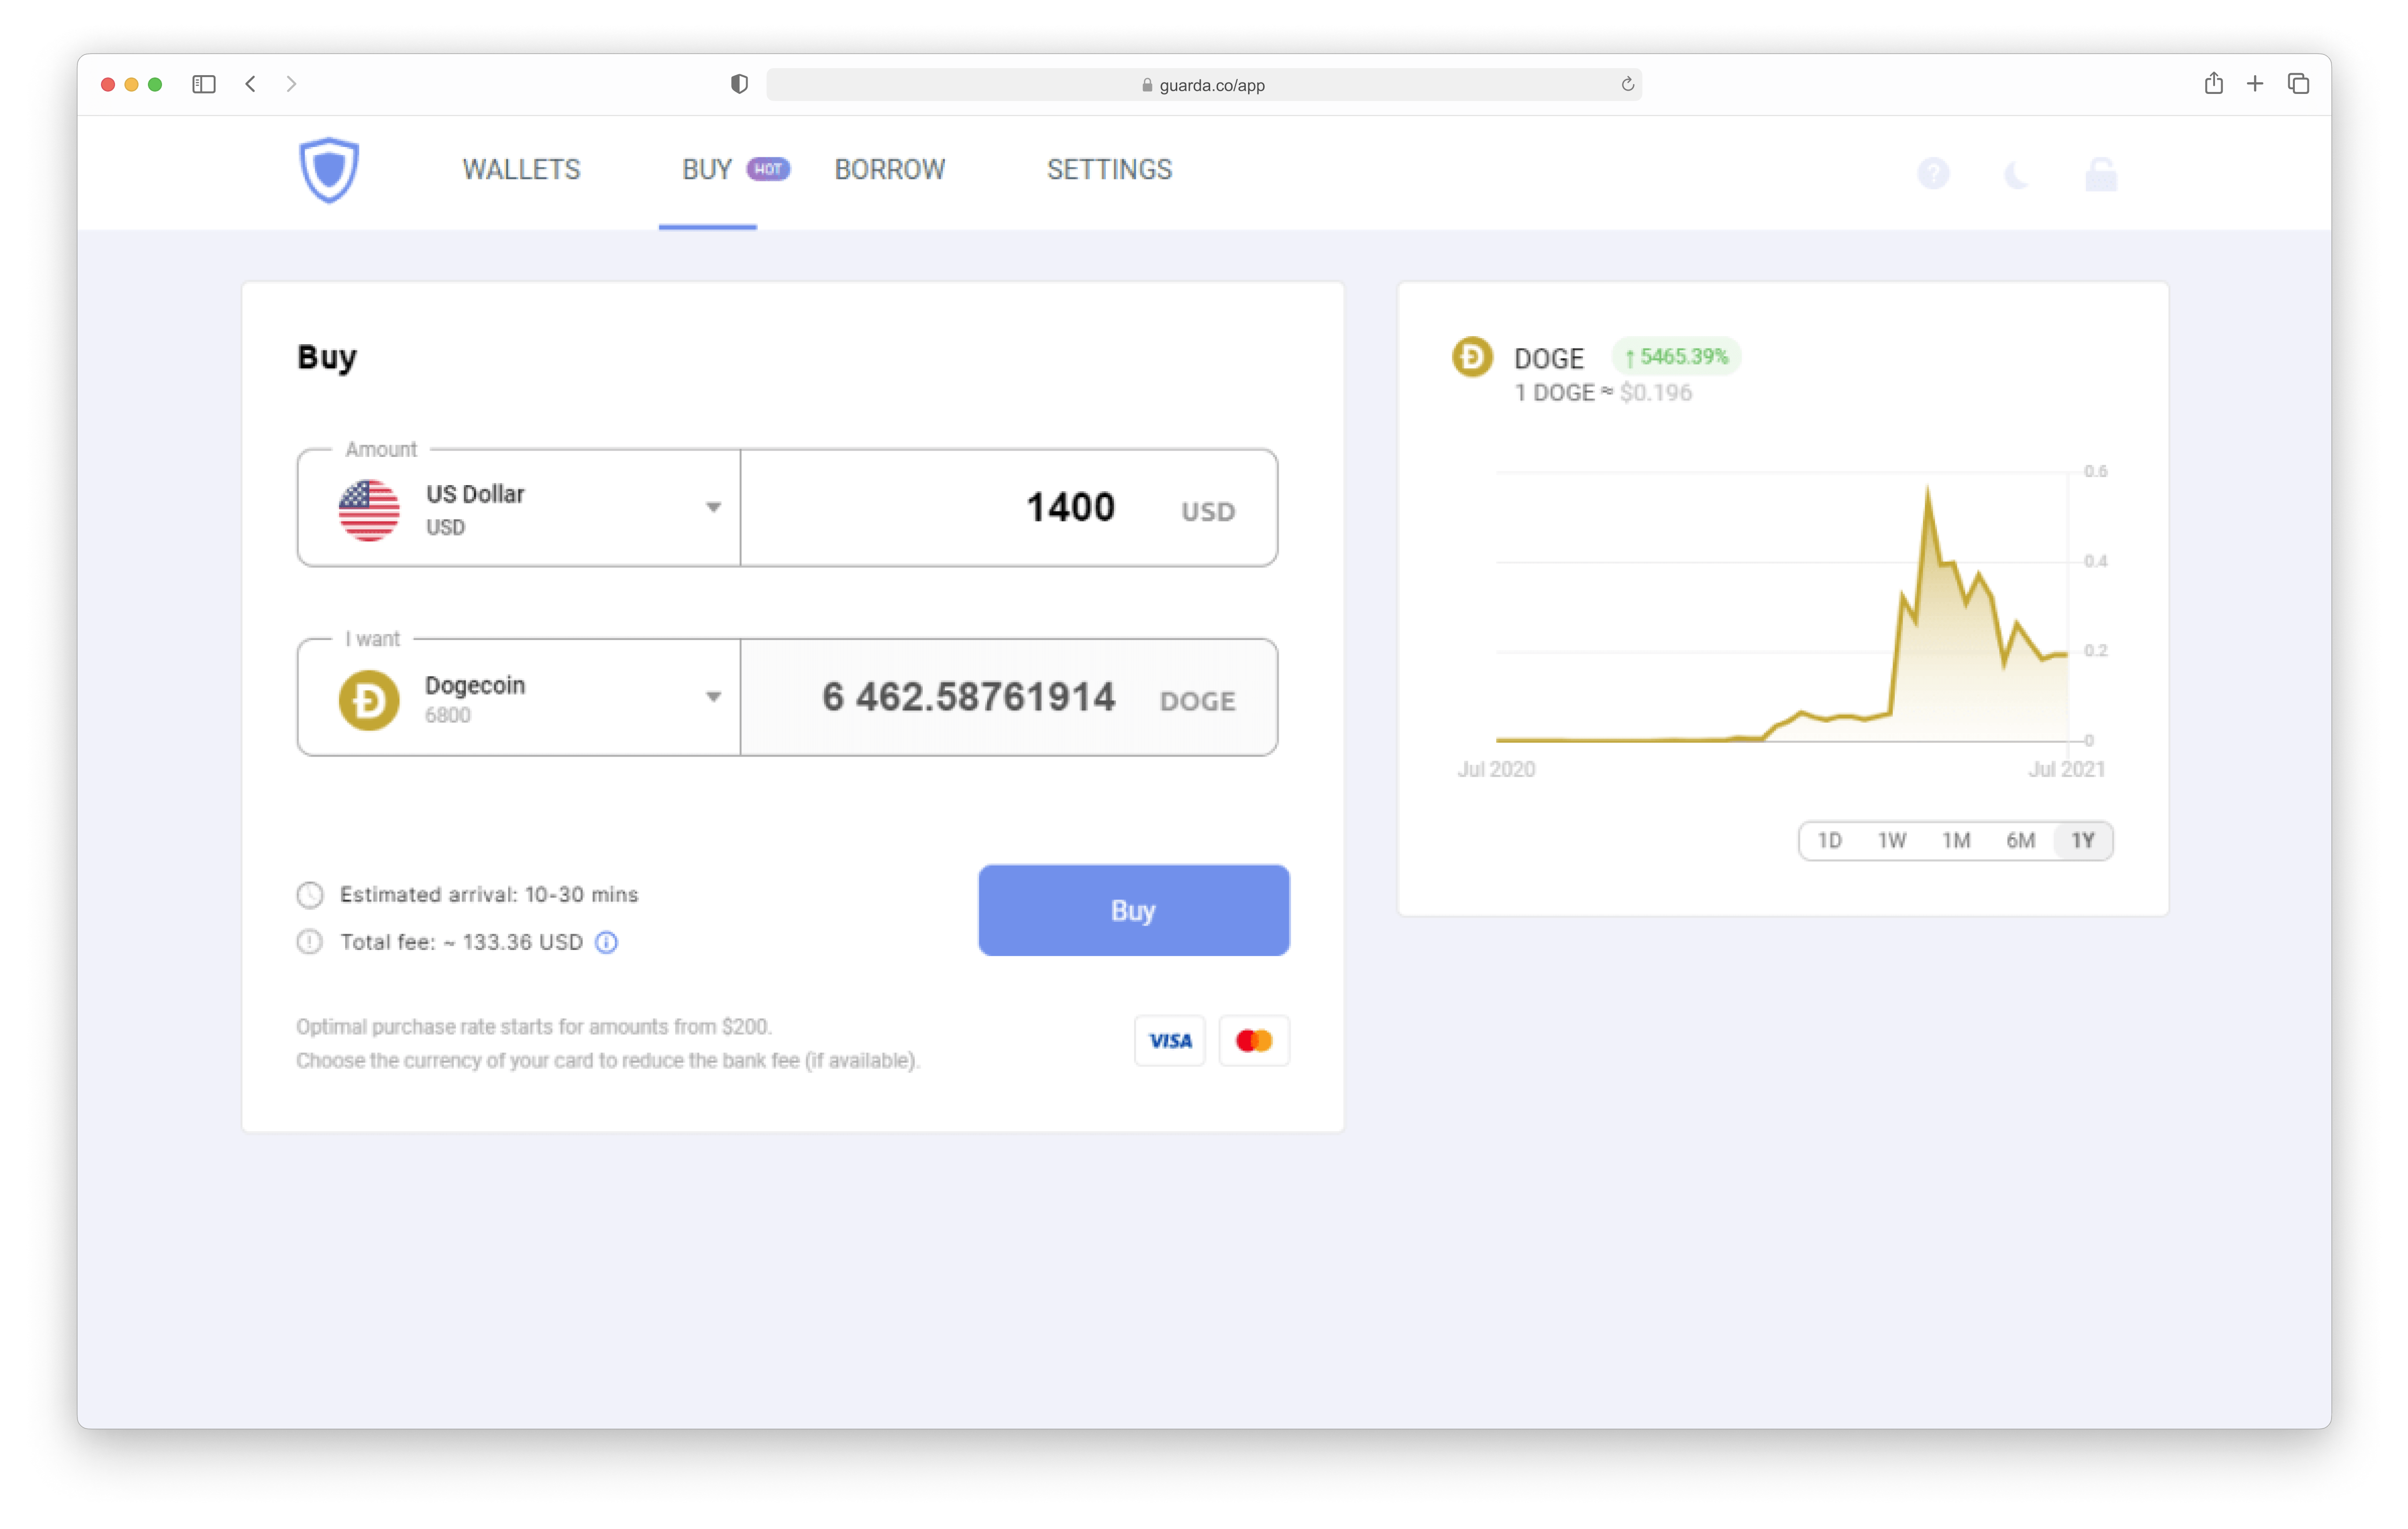 guarda.co/app
WALLETS
BUY HOT
BORROW
SETTINGS
?
Buy
Amount
US Dollar
USD
1400 USD
I want
Dogecoin
6800
6 462.58761914 DOGE
Estimated arrival: 10-30 mins
Total fee: ~ 133.36 USD
Buy
Optimal purchase rate starts for amounts from $200.
Choose the currency of your card to reduce the bank fee (if available).
VISA
DOGE ↑ 5465.39%
1 DOGE ≈ $0.196
0.6
0.4
0.2
0
Jul 2020 Jul 2021
1D 1W 1M 6M 1Y